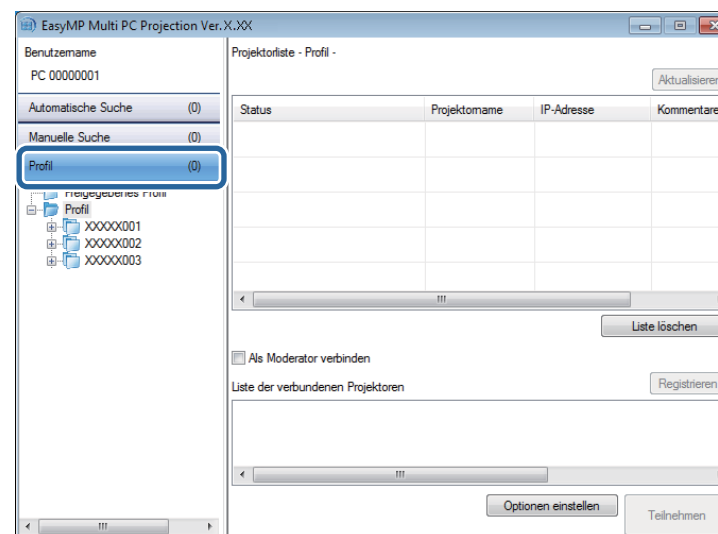 EasyMP Multi PC Projection Ver.X.XX
Benutzername
PC 00000001
Automatische Suche (0)
Manuelle Suche (0)
Profil (0)
Freigegebenes Profil
Profil
XXXXX001
XXXXX002
XXXXX003
Projektorliste - Profil -
Aktualisieren
Status Projektorname IP-Adresse Kommentare
Liste löschen
Als Moderator verbinden
Liste der verbundenen Projektoren
Registrieren
Optionen einstellen
Teilnehmen